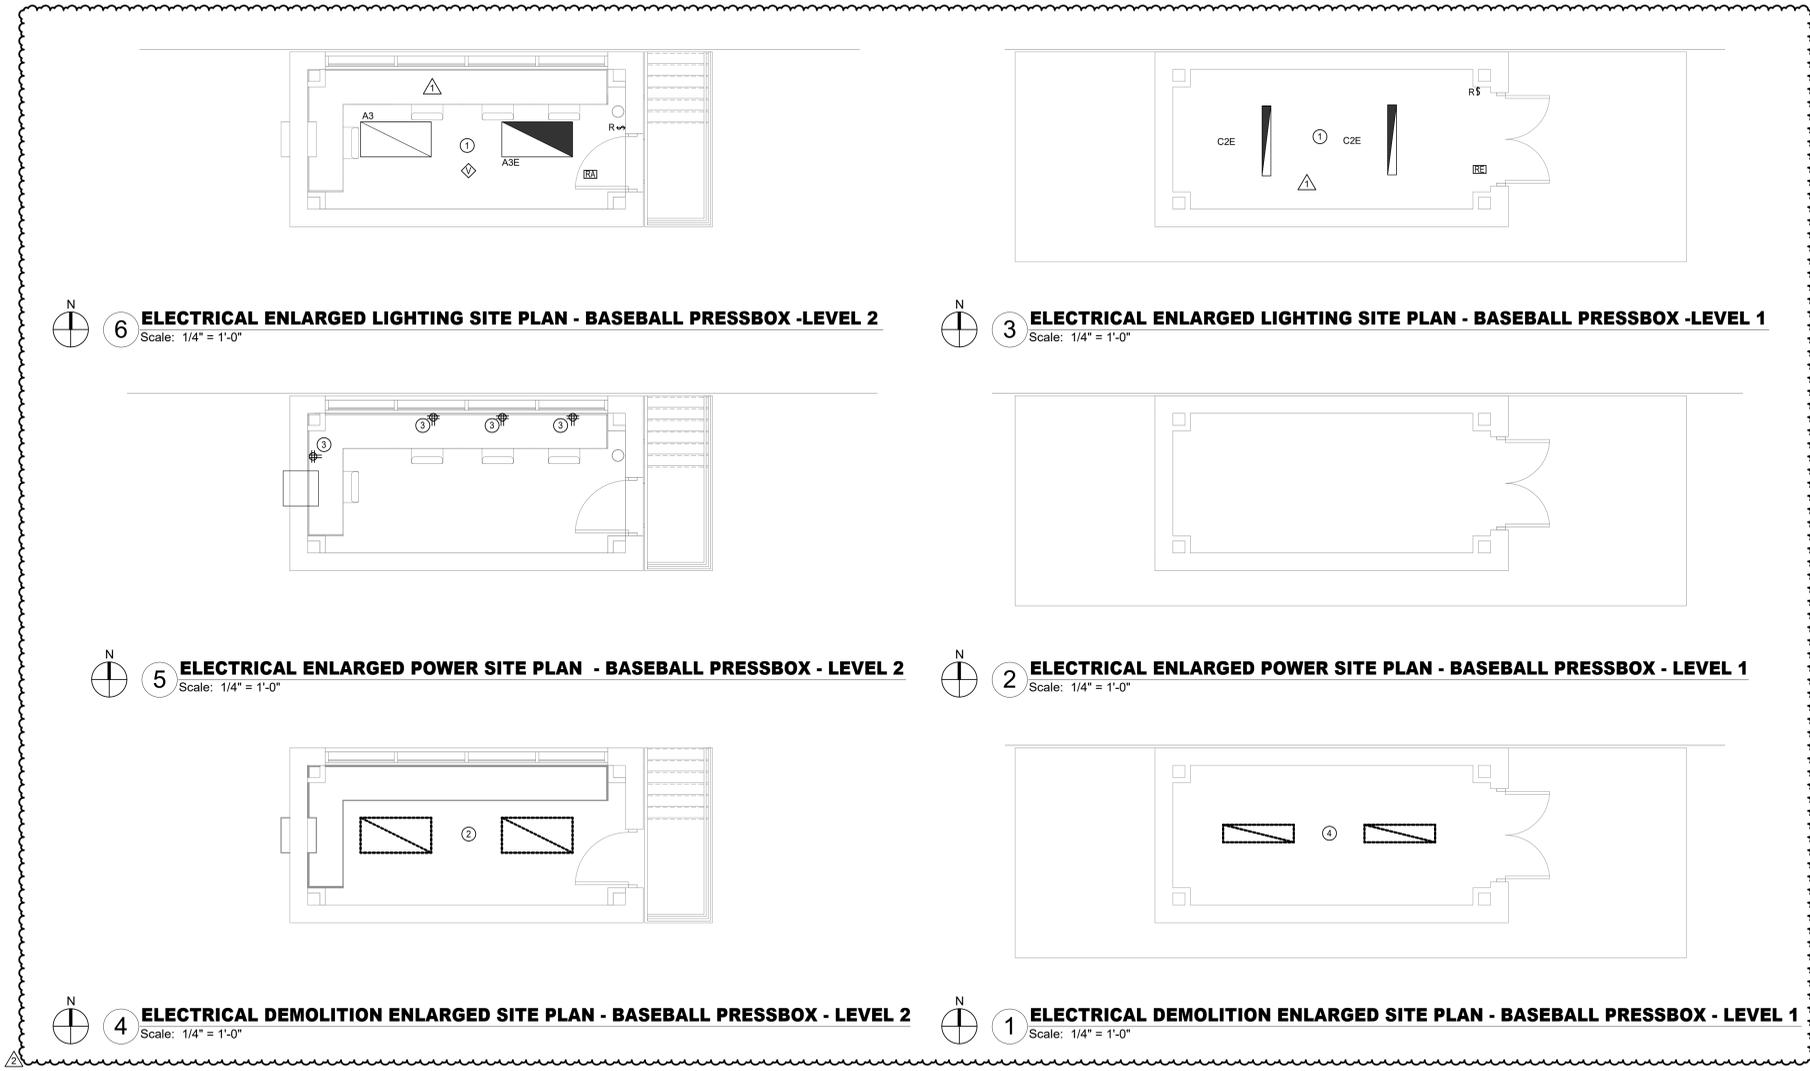 1
A3
R $
1
A3E
V
RA
N
6
ELECTRICAL ENLARGED LIGHTING SITE PLAN - BASEBALL PRESSBOX -LEVEL 2
Scale: 1/4" = 1'-0"
R $
C2E
1
C2E
RE
1
N
3
ELECTRICAL ENLARGED LIGHTING SITE PLAN - BASEBALL PRESSBOX -LEVEL 1
Scale: 1/4" = 1'-0"
3
3
3
3
N
5
ELECTRICAL ENLARGED POWER SITE PLAN - BASEBALL PRESSBOX - LEVEL 2
Scale: 1/4" = 1'-0"
N
2
ELECTRICAL ENLARGED POWER SITE PLAN - BASEBALL PRESSBOX - LEVEL 1
Scale: 1/4" = 1'-0"
2
N
4
ELECTRICAL DEMOLITION ENLARGED SITE PLAN - BASEBALL PRESSBOX - LEVEL 2
Scale: 1/4" = 1'-0"
4
N
1
ELECTRICAL DEMOLITION ENLARGED SITE PLAN - BASEBALL PRESSBOX - LEVEL 1
Scale: 1/4" = 1'-0"
2